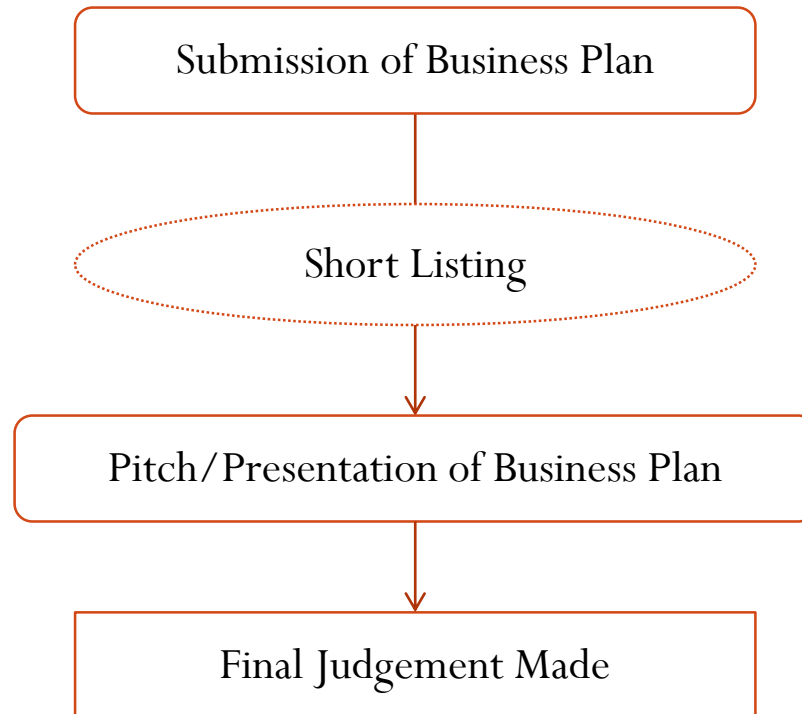 Submission of Business Plan
Short Listing
Pitch/Presentation of Business Plan
Final Judgement Made